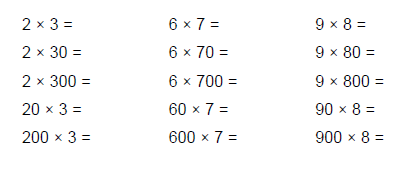 2 × 3 = 6 × 7 = 9 × 8 =
2 × 30 = 6 × 70 = 9 × 80 =
2 × 300 = 6 × 700 = 9 × 800 =
20 × 3 = 60 × 7 = 90 × 8 =
200 × 3 = 600 × 7 = 900 × 8 =